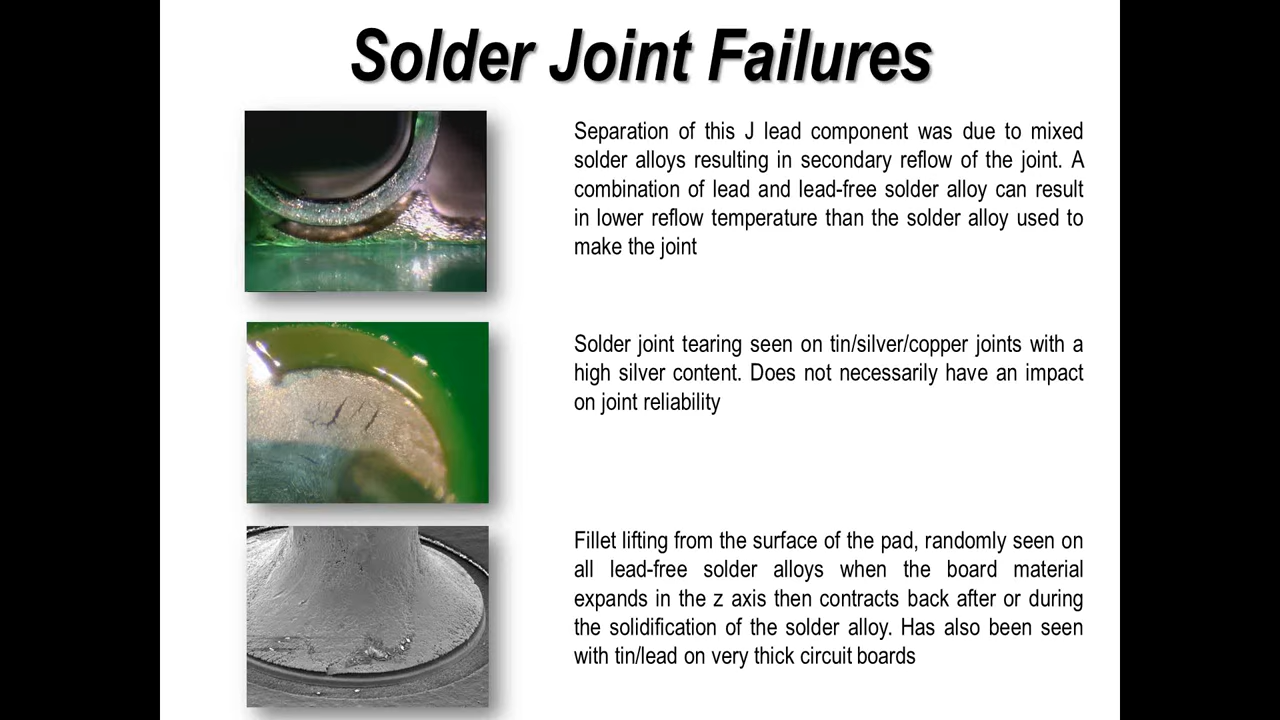 Solder Joint Failures
Separation of this J lead component was due to mixed
solder alloys resulting in secondary reflow of the joint. A
combination of lead and lead-free solder alloy can result
in lower reflow temperature than the solder alloy used to
make the joint
Solder joint tearing seen on tin/silver/copper joints with a
high silver content. Does not necessarily have an impact
on joint reliability
Fillet lifting from the surface of the pad, randomly seen on
all lead-free solder alloys when the board material
expands in the z axis then contracts back after or during
the solidification of the solder alloy. Has also been seen
with tin/lead on very thick circuit boards